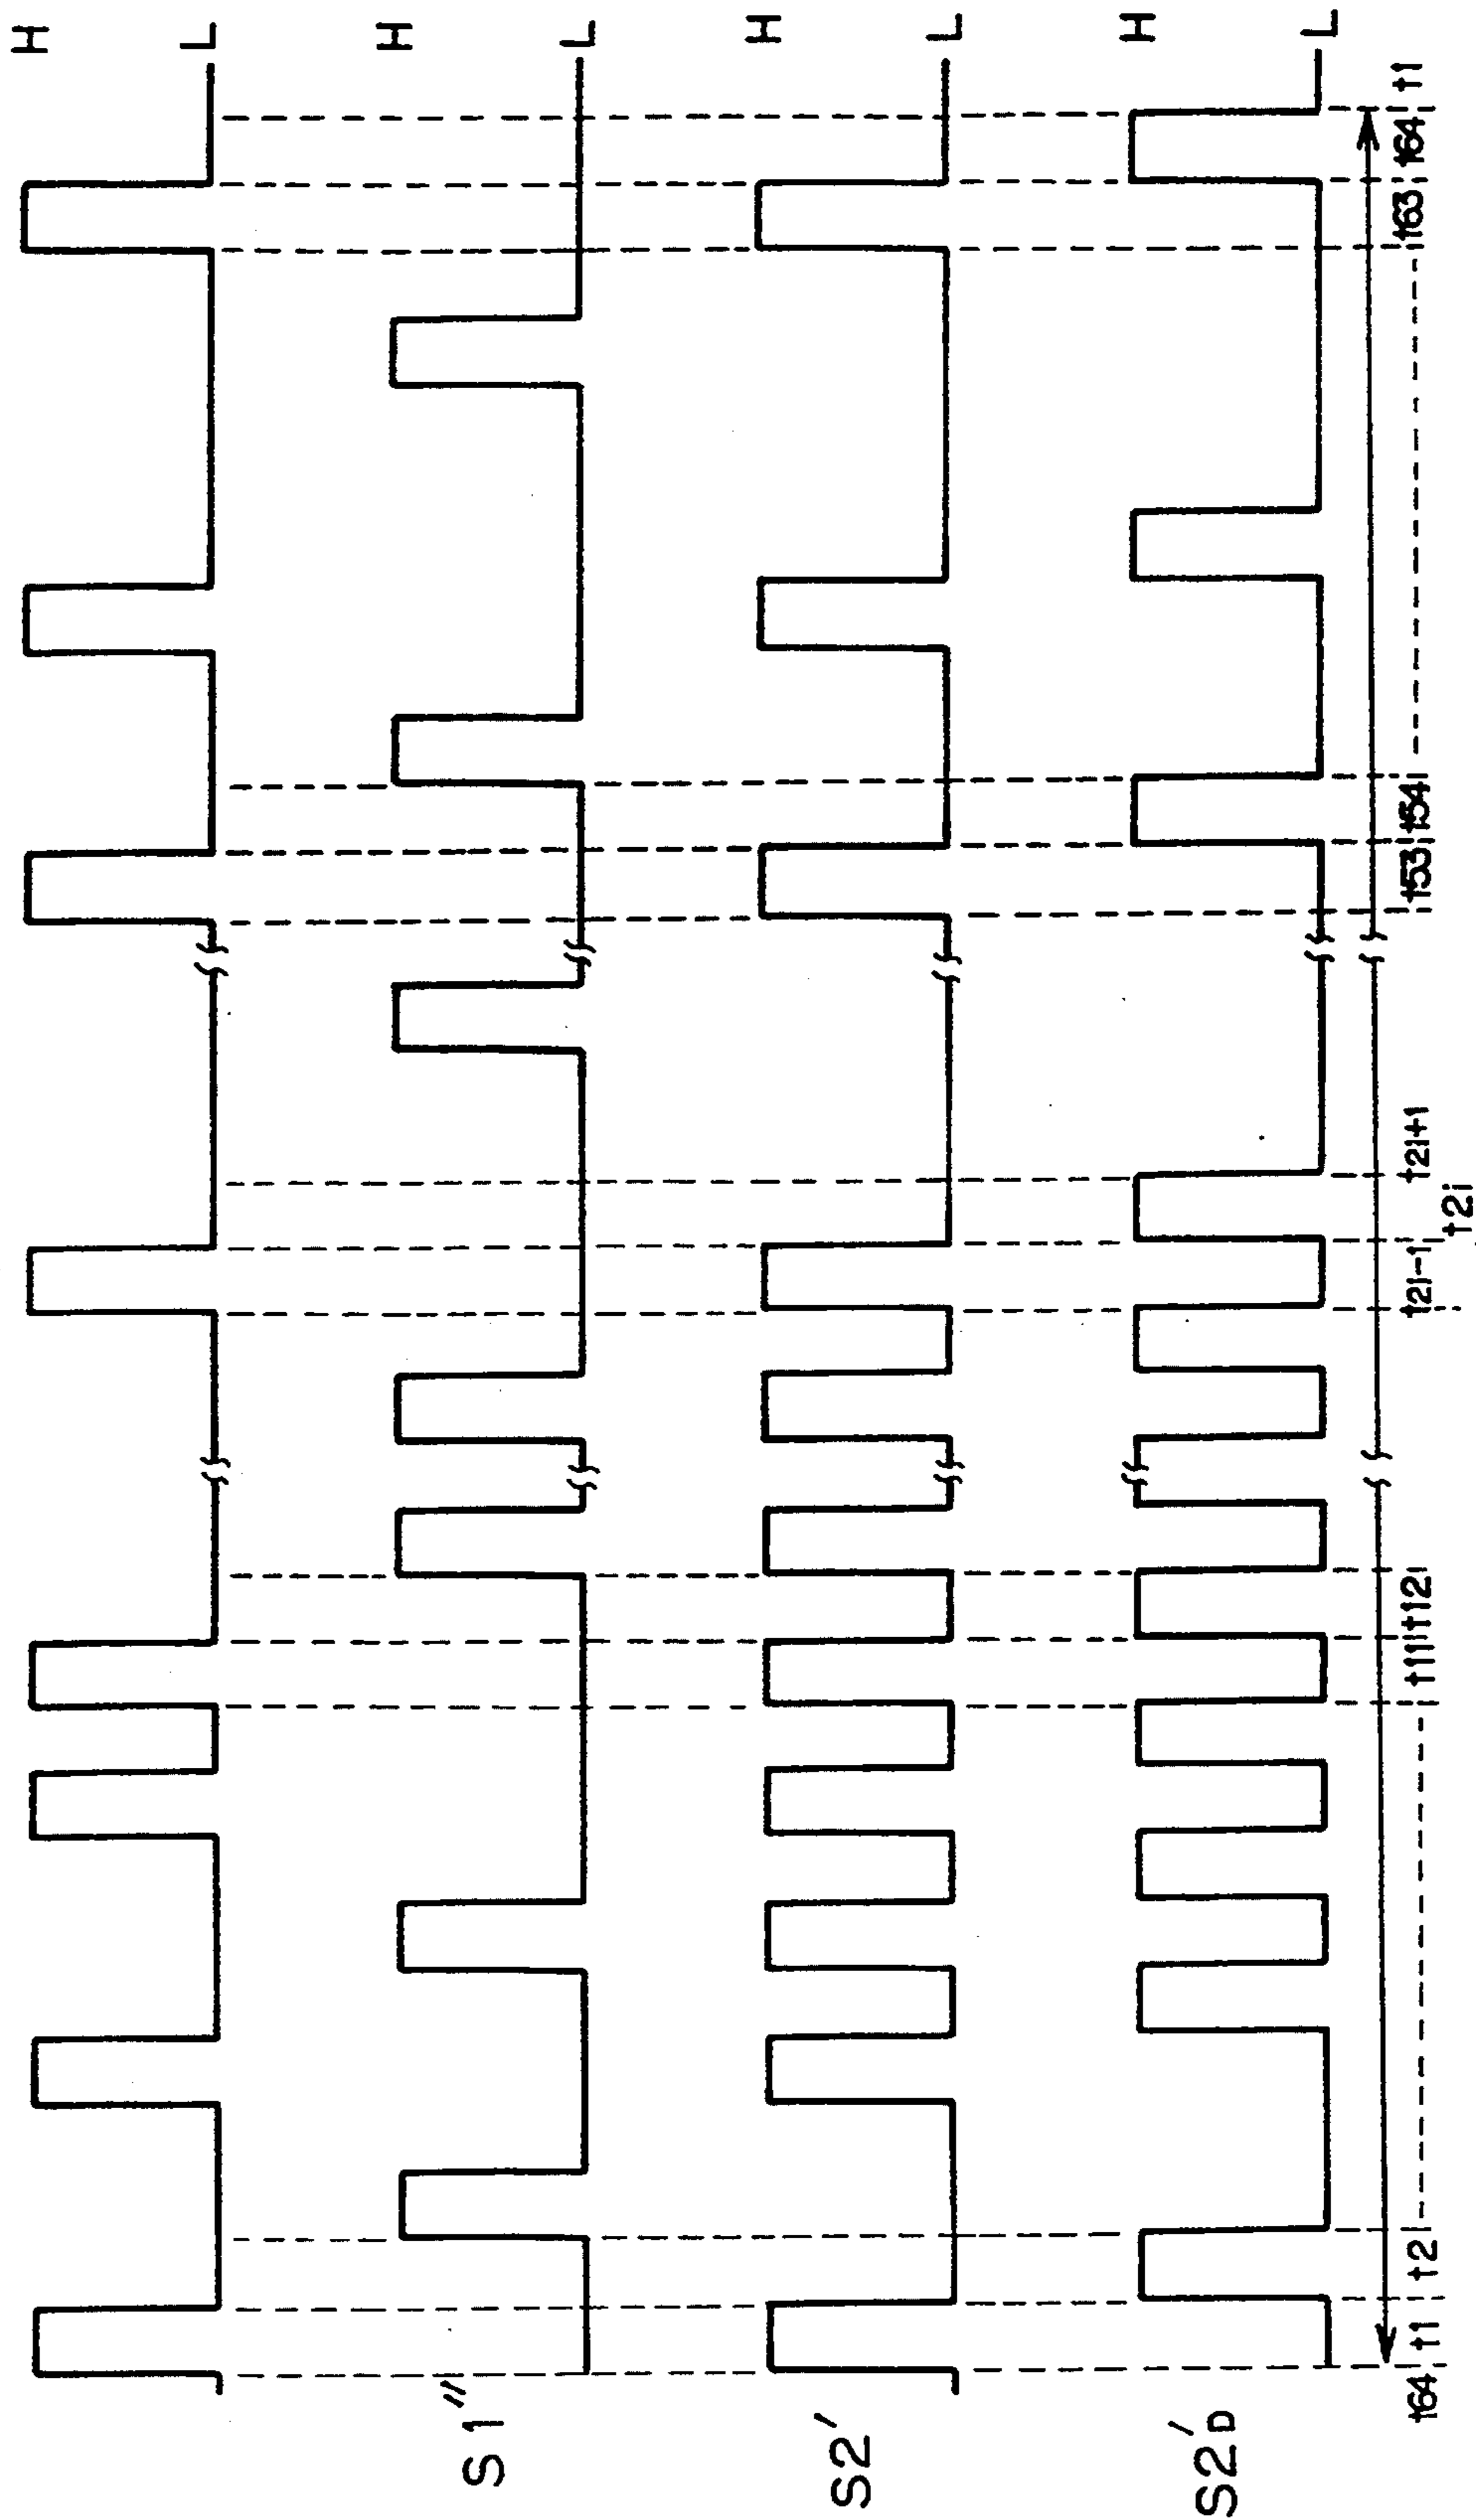 H
L
S1″
H
L
S2′
H
L
S2′D
H
L
t64 t1 t2 t11 t12 t2i-1 t2i+1 t53 t54 t63 t64 t1
t2i